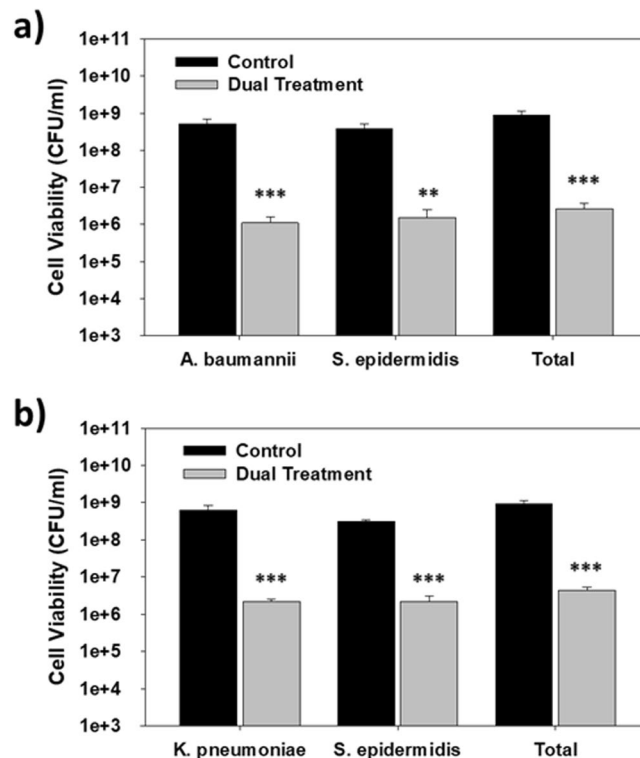 a)
Cell Viability (CFU/ml)
1e+11
1e+10
1e+9
1e+8
1e+7
1e+6
1e+5
1e+4
1e+3
Control
Dual Treatment
***
**
***
A. baumannii S. epidermidis Total
b)
Cell Viability (CFU/ml)
1e+11
1e+10
1e+9
1e+8
1e+7
1e+6
1e+5
1e+4
1e+3
Control
Dual Treatment
***
***
***
K. pneumoniae S. epidermidis Total